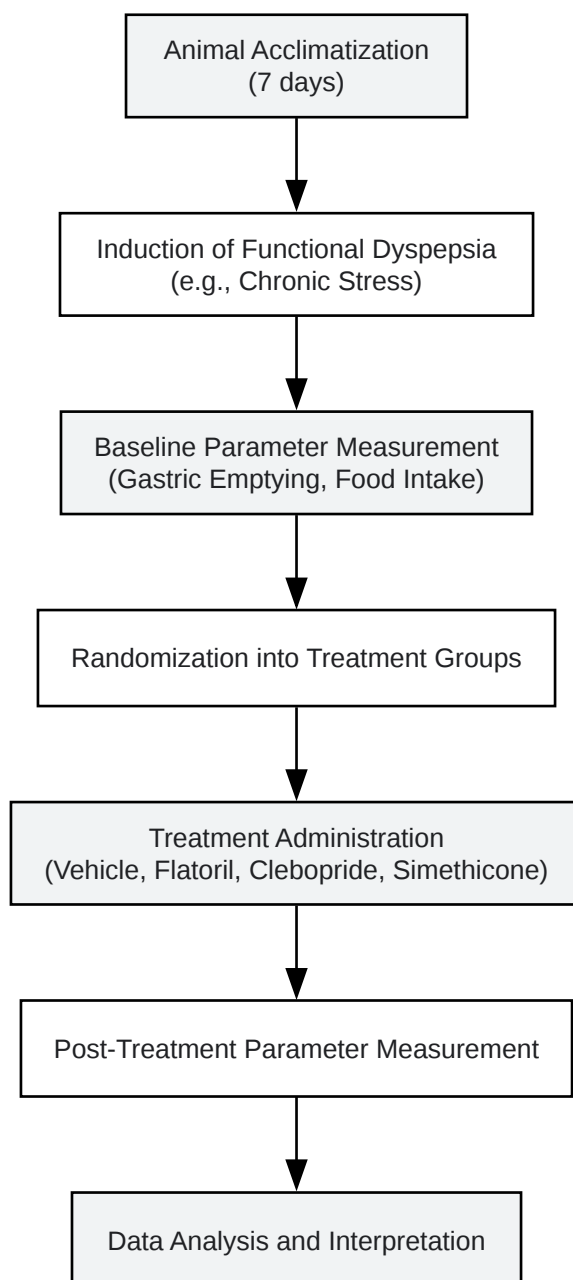 Animal Acclimatization
(7 days)
Induction of Functional Dyspepsia
(e.g., Chronic Stress)
Baseline Parameter Measurement
(Gastric Emptying, Food Intake)
Randomization into Treatment Groups
Treatment Administration
(Vehicle, Flatoril, Clebopride, Simethicone)
Post-Treatment Parameter Measurement
Data Analysis and Interpretation